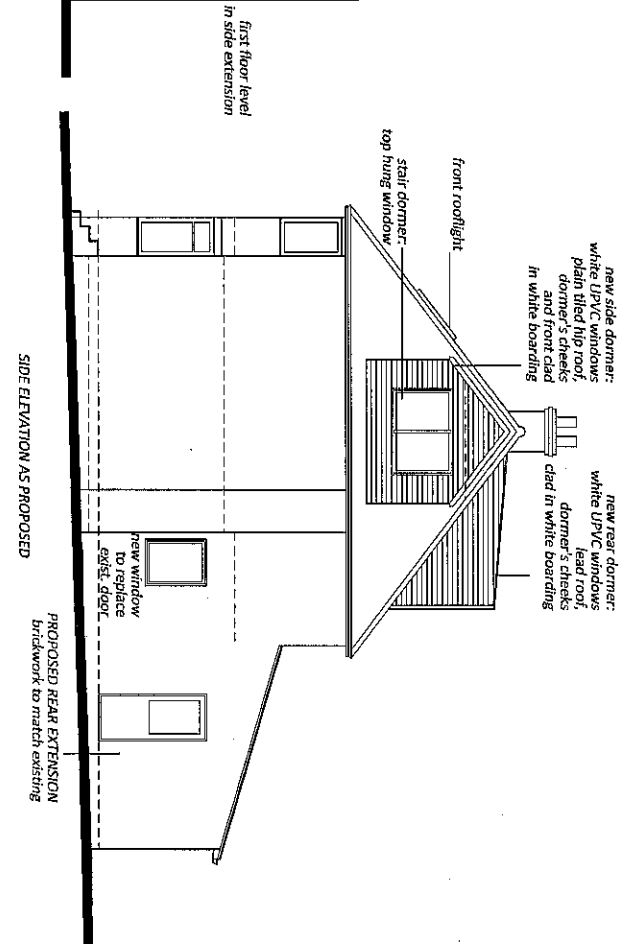 new side dormer:
white UPVC windows
plain tiled hip roof,
dormer's cheeks
and front clad
in white boarding
new rear dormer:
white UPVC windows
lead roof,
dormer's cheeks
clad in white boarding
front rooflight
stair dormer:
top hung window
first floor level
in side extension
new window
to replace
exist. door
PROPOSED REAR EXTENSION
brickwork to match existing
SIDE ELEVATION AS PROPOSED